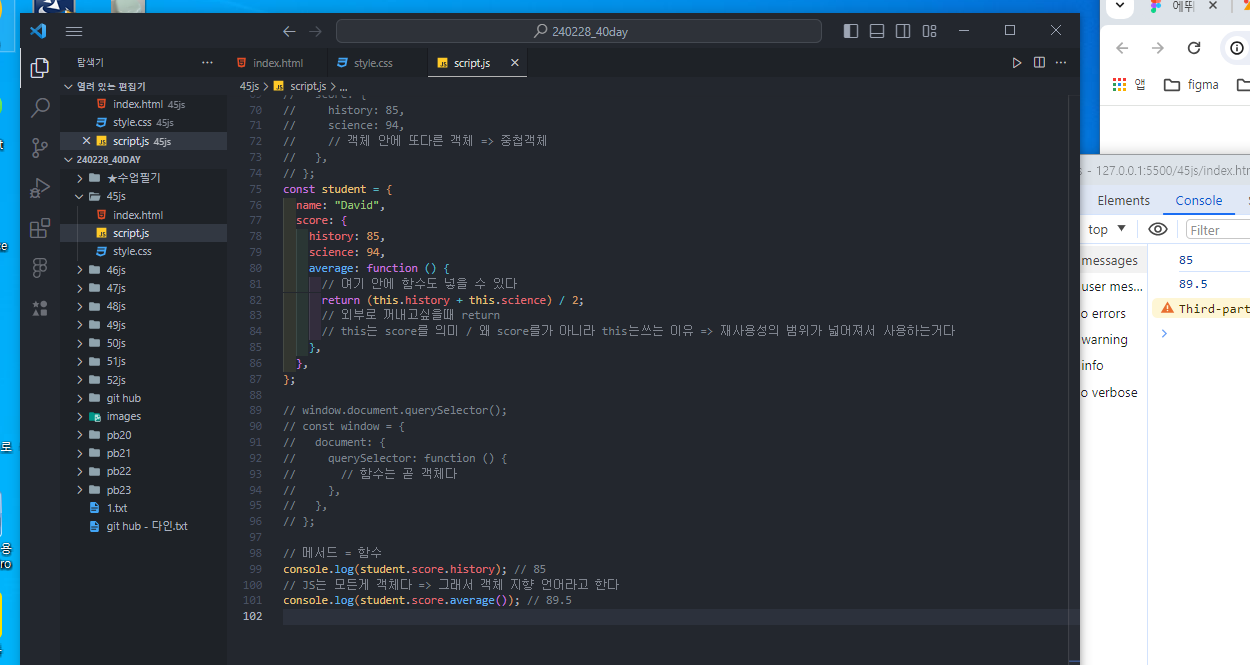 240228_40day
탐색기
열려 있는 편집기
index.html 45js
style.css 45js
script.js 45js
240228_40DAY
★수업필기
45js
index.html
script.js
style.css
46js
47js
48js
49js
50js
51js
52js
git hub
images
pb20
pb21
pb22
pb23
1.txt
git hub - 다인.txt
index.html
style.css
script.js
45js > script.js > ...
70 //     history: 85,
71 //     science: 94,
72 //     // 객체 안에 또다른 객체 => 중첩객체
73 //   },
74 // };
75 const student = {
76   name: "David",
77   score: {
78     history: 85,
79     science: 94,
80     average: function () {
81       // 여기 안에 함수도 넣을 수 있다
82       return (this.history + this.science) / 2;
83       // 외부로 꺼내고싶을때 return
84       // this는 score를 의미 / 왜 score를가 아니라 this는쓰는 이유 => 재사용성의 범위가 넓어져서 사용하는거다
85     },
86   },
87 };
88
89 // window.document.querySelector();
90 // const window = {
91 //   document: {
92 //     querySelector: function () {
93 //       // 함수는 곧 객체다
94 //     },
95 //   },
96 // };
97
98 // 메서드 = 함수
99 console.log(student.score.history); // 85
100 // JS는 모든게 객체다 => 그래서 객체 지향 언어라고 한다
101 console.log(student.score.average()); // 89.5
102
앱
figma
- 127.0.0.1:5500/45js/index.htm
Elements
Console
top
Filter
messages
user mes...
o errors
warning
info
o verbose
85
89.5
Third-part